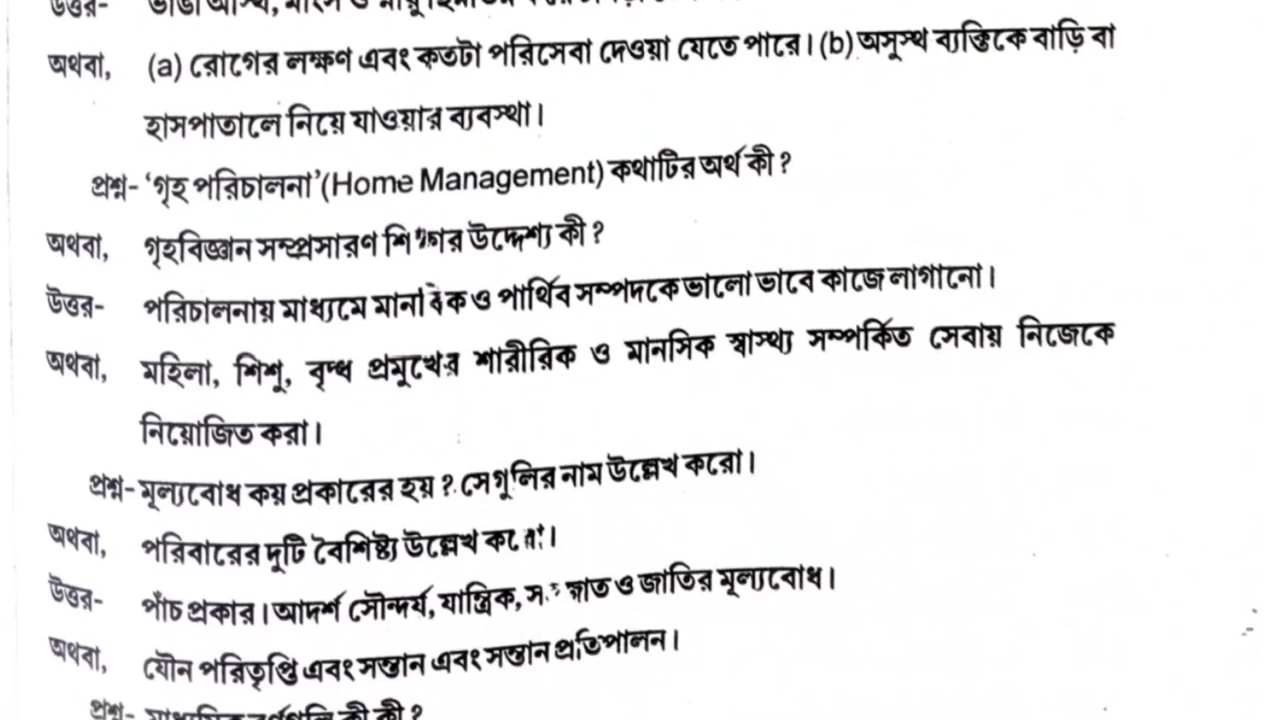 অথবা, (a) রোগের লক্ষণ এবং কতটা পরিসেবা দেওয়া যেতে পারে। (b) অসুস্থ ব্যক্তিকে বাড়ি বা
হাসপাতালে নিয়ে যাওয়ার ব্যবস্থা।
প্রশ্ন- ‘গৃহ পরিচালনা’ (Home Management) কথাটির অর্থ কী ?
অথবা, গৃহবিজ্ঞান সম্প্রসারণ শিক্ষার উদ্দেশ্য কী ?
উত্তর- পরিচালনায় মাধ্যমে মানবিক ও পার্থিব সম্পদকে ভালো ভাবে কাজে লাগানো।
অথবা, মহিলা, শিশু, বৃদ্ধ প্রমুখের শারীরিক ও মানসিক স্বাস্থ্য সম্পর্কিত সেবায় নিজেকে
নিয়োজিত করা।
প্রশ্ন- মূল্যবোধ কয় প্রকারের হয় ? সেগুলির নাম উল্লেখ করো।
অথবা, পরিবারের দুটি বৈশিষ্ট্য উল্লেখ করো।
উত্তর- পাঁচ প্রকার। আদর্শ সৌন্দর্য, যান্ত্রিক, ও জাতির মূল্যবোধ।
অথবা, যৌন পরিতৃপ্তি এবং সন্তান এবং সন্তান প্রতিপালন।
প্রশ্ন- কী কী ?